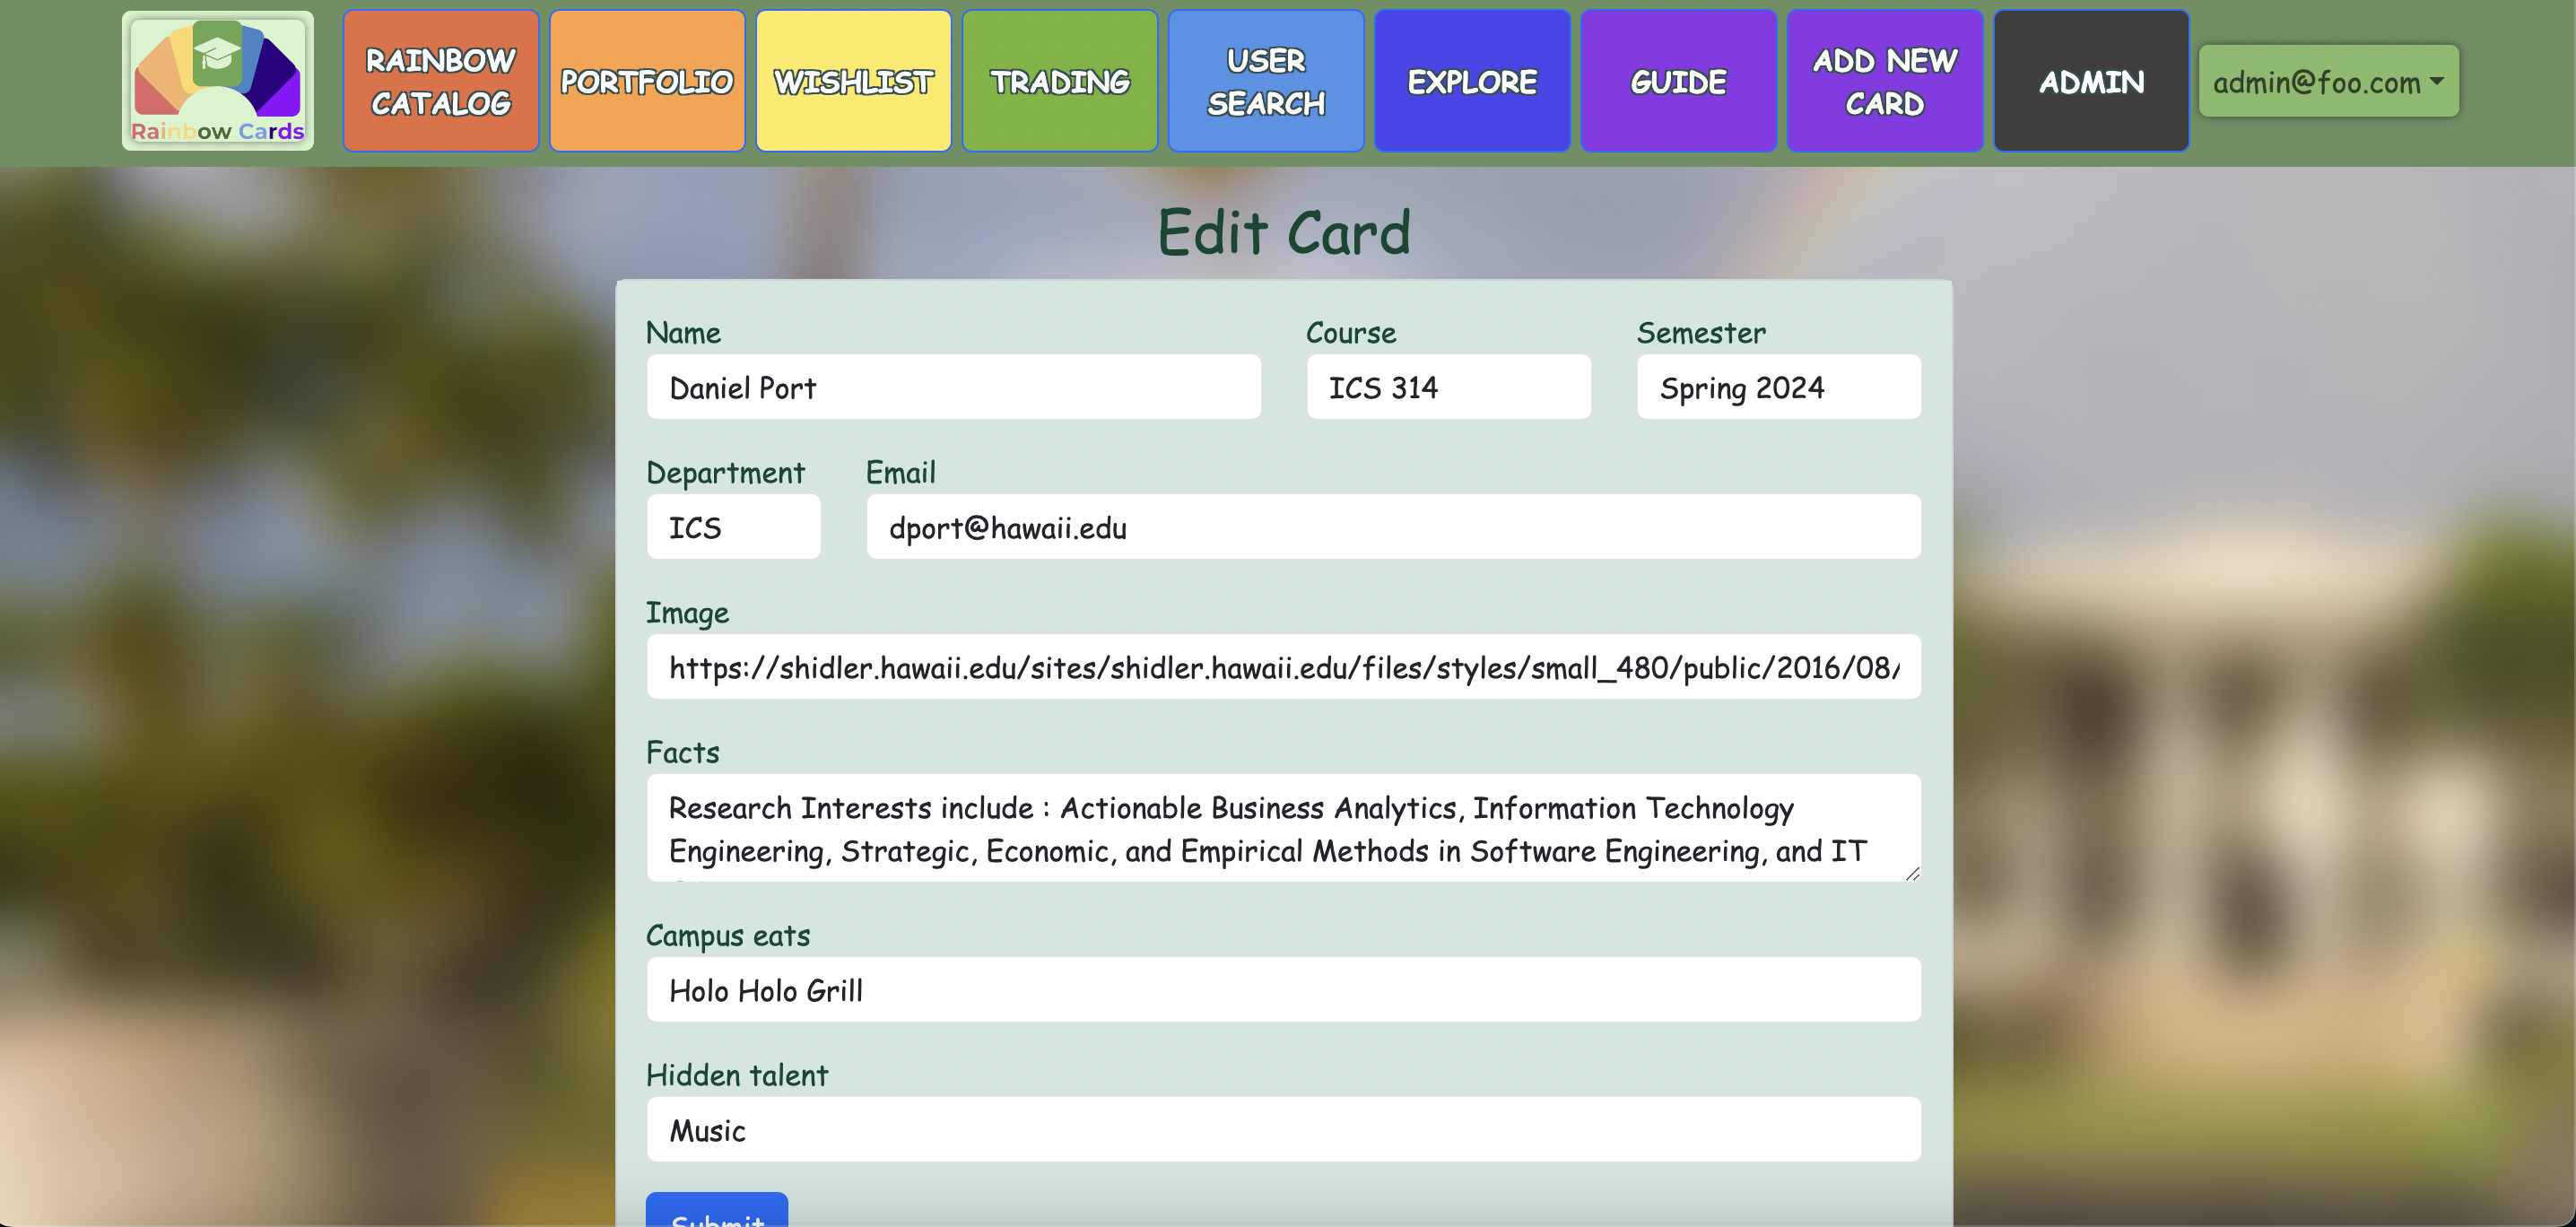 Rainbow Cards
RAINBOW
CATALOG
PORTFOLIO
WISHLIST
TRADING
USER
SEARCH
EXPLORE
GUIDE
ADD NEW
CARD
ADMIN
admin@foo.com
Edit Card
Name
Daniel Port
Course
ICS 314
Semester
Spring 2024
Department
ICS
Email
dport@hawaii.edu
Image
https://shidler.hawaii.edu/sites/shidler.hawaii.edu/files/styles/small_480/public/2016/08/
Facts
Research Interests include : Actionable Business Analytics, Information Technology
Engineering, Strategic, Economic, and Empirical Methods in Software Engineering, and IT
Campus eats
Holo Holo Grill
Hidden talent
Music
Submit